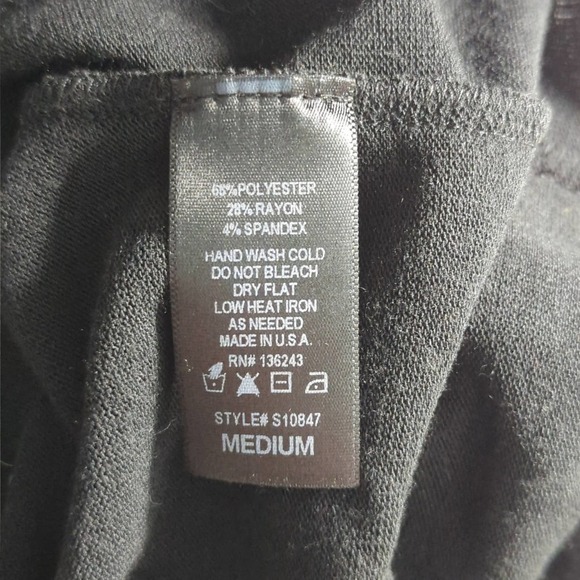 68%POLYESTER
28% RAYON
4% SPANDEX
HAND WASH COLD
DO NOT BLEACH
DRY FLAT
LOW HEAT IRON
AS NEEDED
MADE IN U.S.A.
RN# 136243
STYLE# S10847
MEDIUM